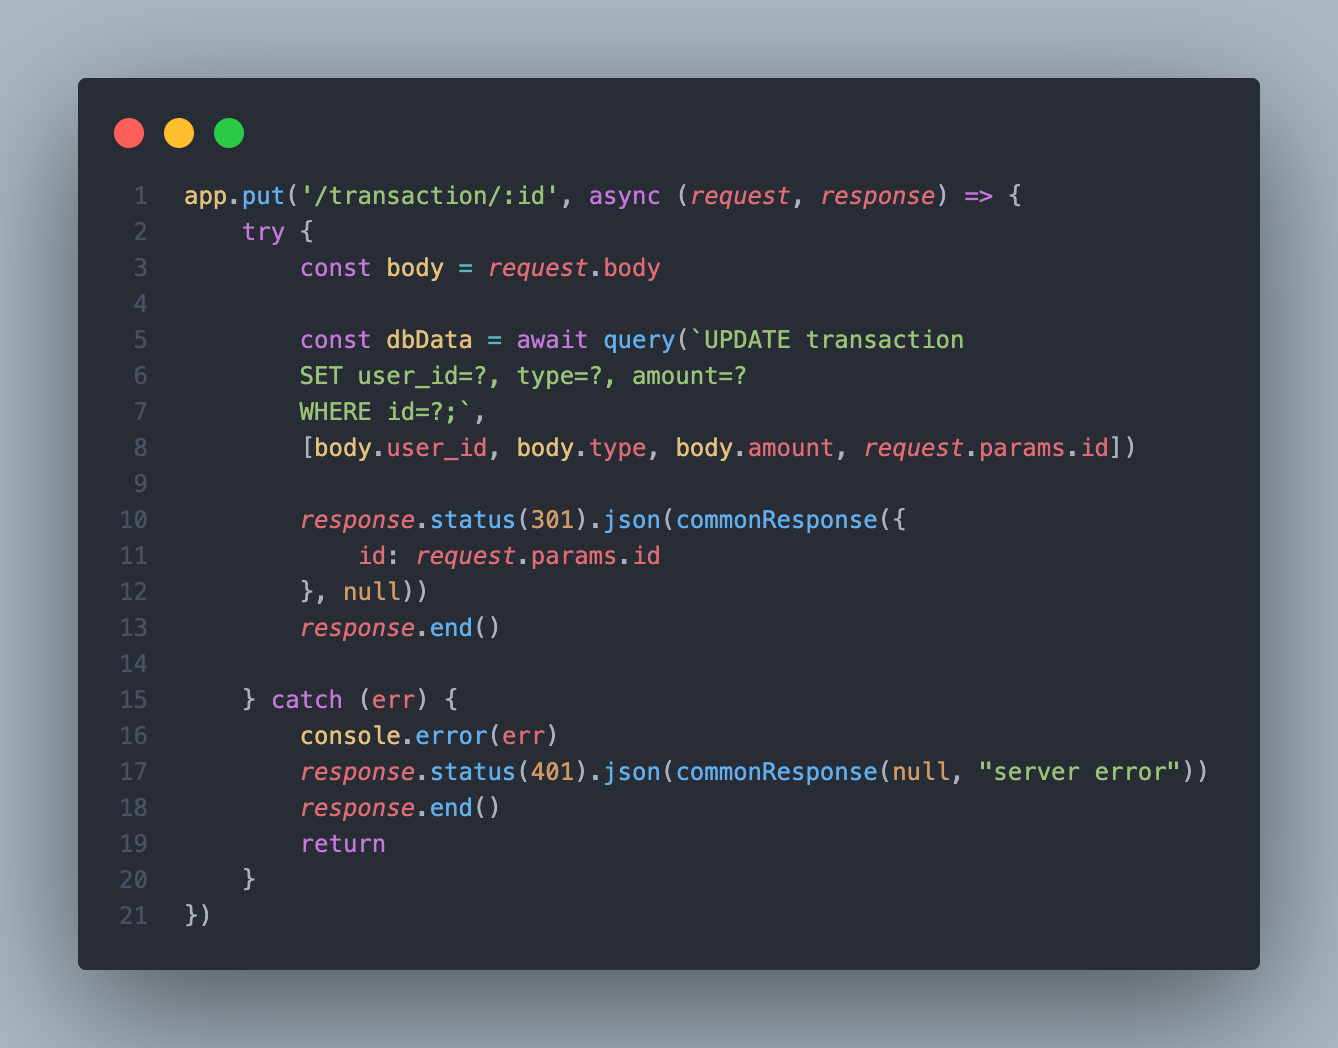 1 app.put('/transaction/:id', async (request, response) => {
2     try {
3         const body = request.body
4
5         const dbData = await query(`UPDATE transaction
6         SET user_id=?, type=?, amount=?
7         WHERE id=?;`,
8         [body.user_id, body.type, body.amount, request.params.id])
9
10         response.status(301).json(commonResponse({
11             id: request.params.id
12         }, null))
13         response.end()
14
15     } catch (err) {
16         console.error(err)
17         response.status(401).json(commonResponse(null, "server error"))
18         response.end()
19         return
20     }
21 })